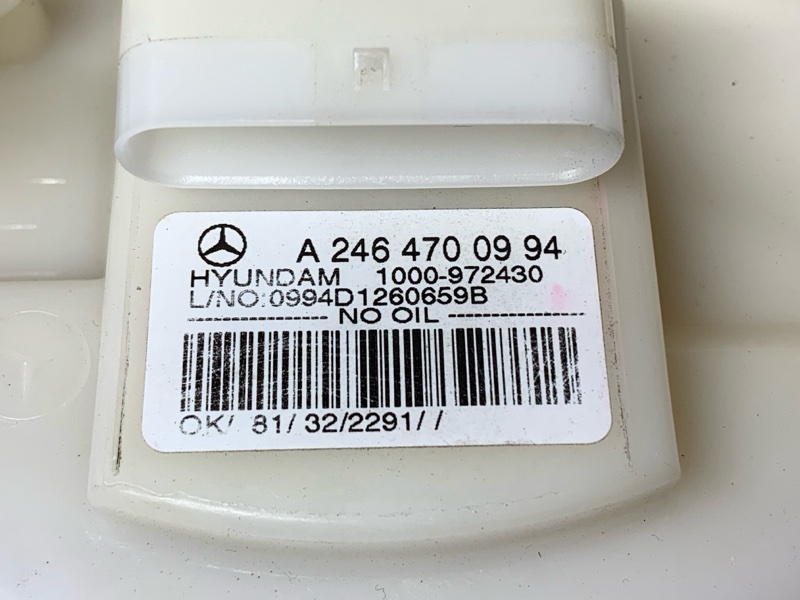 A 246 470 09 94
HYUNDAM 1000-972430
L/NO:0994D1260659B
NO OIL
OK/ 81/ 32/2291//